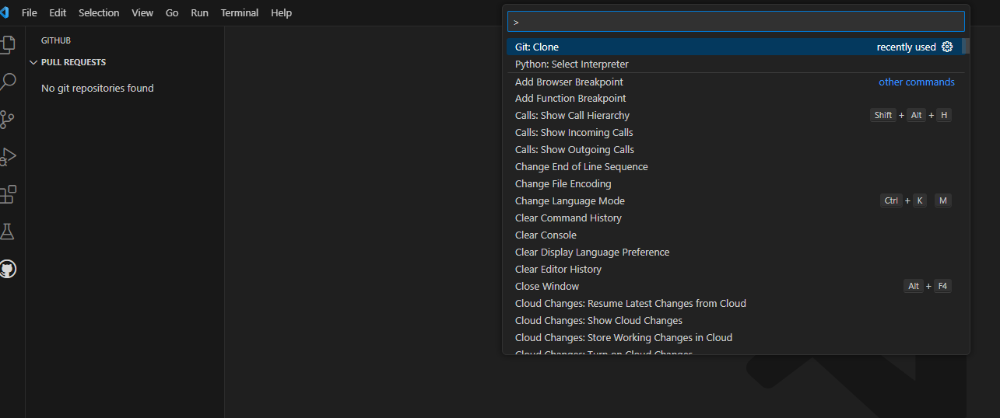 File Edit Selection View Go Run Terminal Help
GITHUB
PULL REQUESTS
No git repositories found
>
Git: Clone recently used
Python: Select Interpreter
Add Browser Breakpoint other commands
Add Function Breakpoint
Calls: Show Call Hierarchy Shift + Alt + H
Calls: Show Incoming Calls
Calls: Show Outgoing Calls
Change End of Line Sequence
Change File Encoding
Change Language Mode Ctrl + K M
Clear Command History
Clear Console
Clear Display Language Preference
Clear Editor History
Close Window Alt + F4
Cloud Changes: Resume Latest Changes from Cloud
Cloud Changes: Show Cloud Changes
Cloud Changes: Store Working Changes in Cloud
Cloud Changes: Turn on Cloud Changes